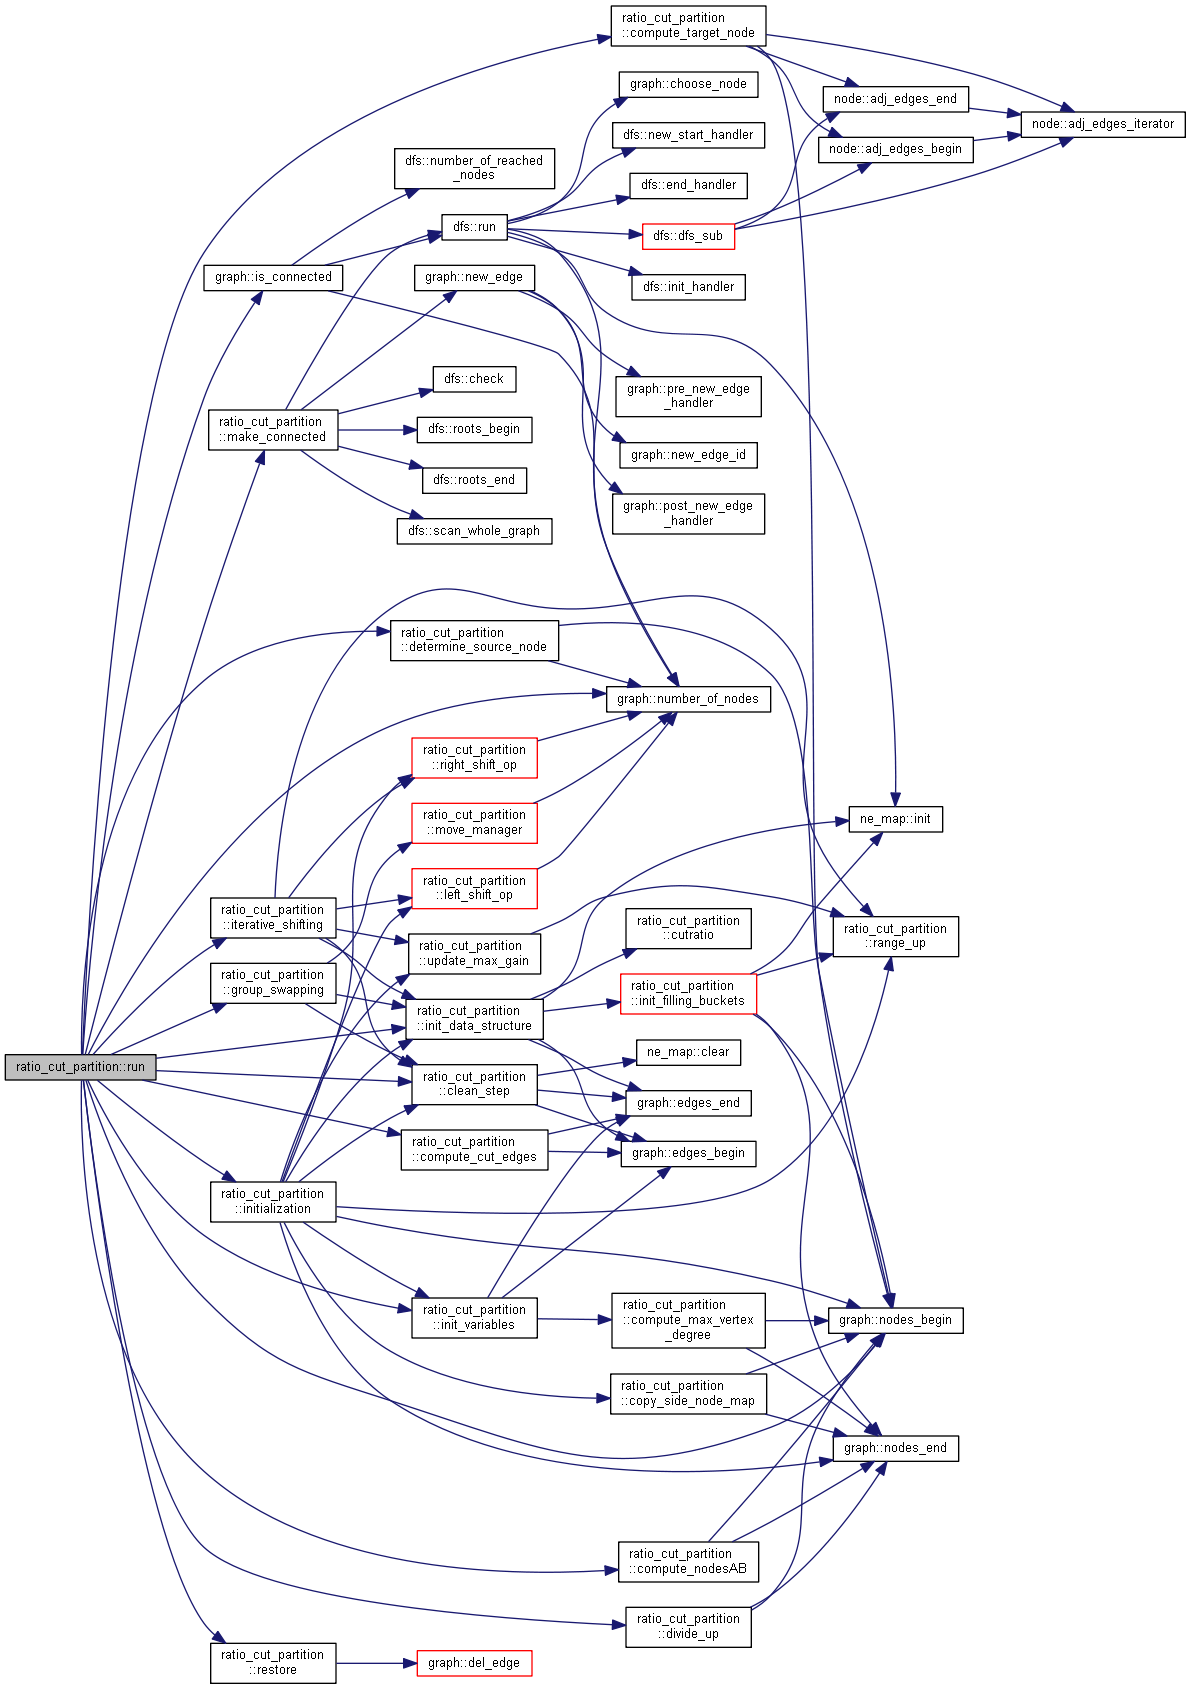 ratio_cut_partition
::compute_target_node
graph::choose_node
node::adj_edges_end
node::adj_edges_iterator
dfs::new_start_handler
node::adj_edges_begin
dfs::number_of_reached
_nodes
dfs::end_handler
dfs::run
dfs::dfs_sub
graph::is_connected
graph::new_edge
dfs::init_handler
dfs::check
graph::pre_new_edge
_handler
ratio_cut_partition
::make_connected
dfs::roots_begin
graph::new_edge_id
dfs::roots_end
graph::post_new_edge
_handler
dfs::scan_whole_graph
ratio_cut_partition
::determine_source_node
graph::number_of_nodes
ratio_cut_partition
::right_shift_op
ratio_cut_partition
::move_manager
ne_map::init
ratio_cut_partition
::left_shift_op
ratio_cut_partition
::iterative_shifting
ratio_cut_partition
::cutratio
ratio_cut_partition
::range_up
ratio_cut_partition
::update_max_gain
ratio_cut_partition
::group_swapping
ratio_cut_partition
::init_filling_buckets
ratio_cut_partition
::init_data_structure
ne_map::clear
ratio_cut_partition::run
ratio_cut_partition
::clean_step
graph::edges_end
ratio_cut_partition
::compute_cut_edges
graph::edges_begin
ratio_cut_partition
::initialization
ratio_cut_partition
::init_variables
ratio_cut_partition
::compute_max_vertex
_degree
graph::nodes_begin
ratio_cut_partition
::copy_side_node_map
graph::nodes_end
ratio_cut_partition
::compute_nodesAB
ratio_cut_partition
::divide_up
ratio_cut_partition
::restore
graph::del_edge